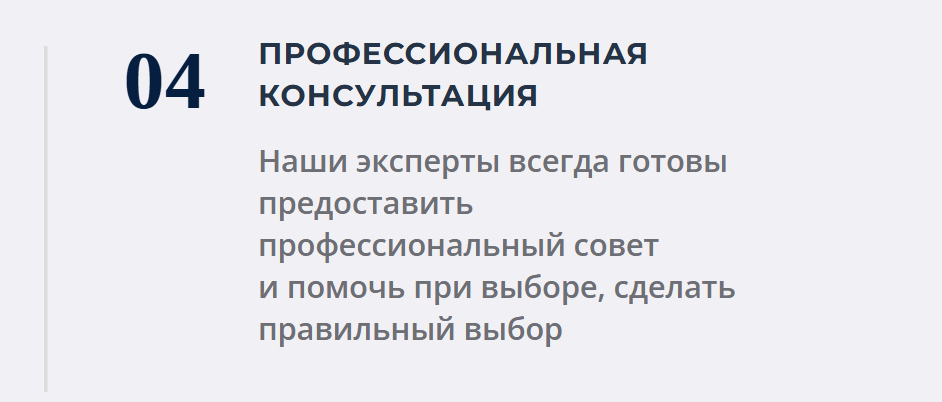 04
ПРОФЕССИОНАЛЬНАЯ
КОНСУЛЬТАЦИЯ
Наши эксперты всегда готовы
предоставить
профессиональный совет
и помочь при выборе, сделать
правильный выбор